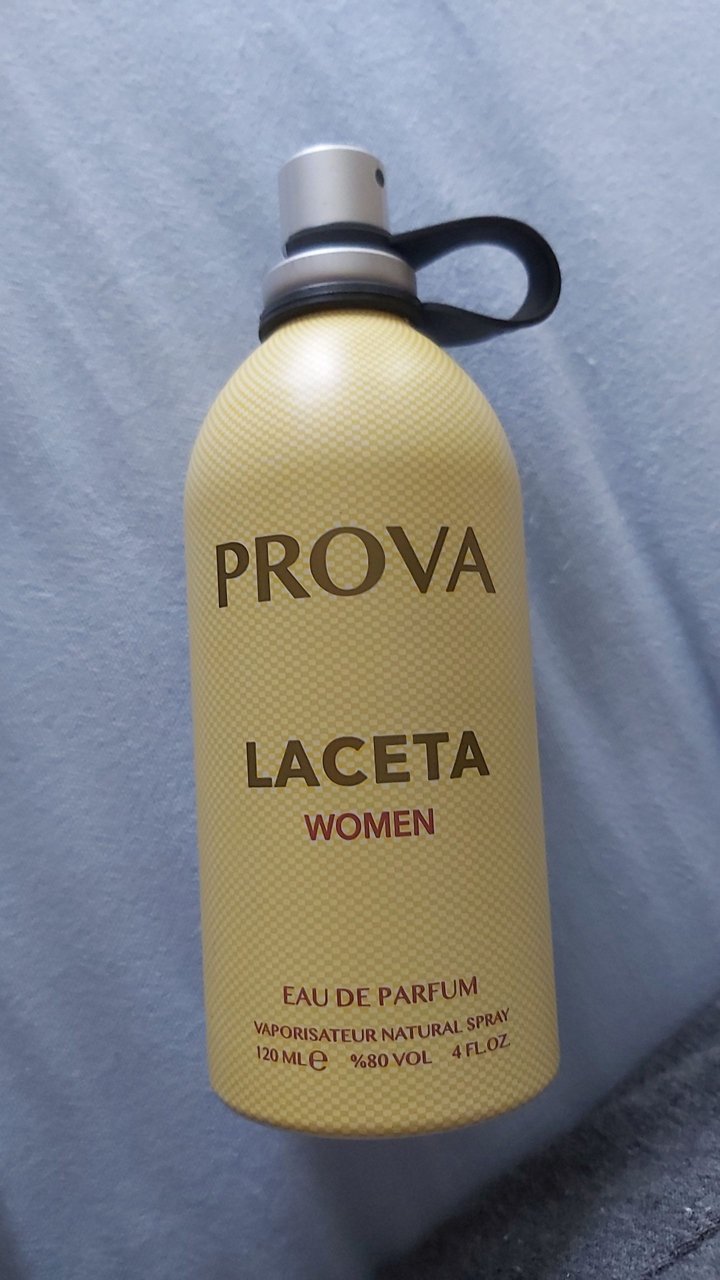 PROVA
LACETA
WOMEN
EAU DE PARFUM
VAPORISATEUR NATURAL SPRAY
120 ML℮ %80 VOL 4 FL.OZ.